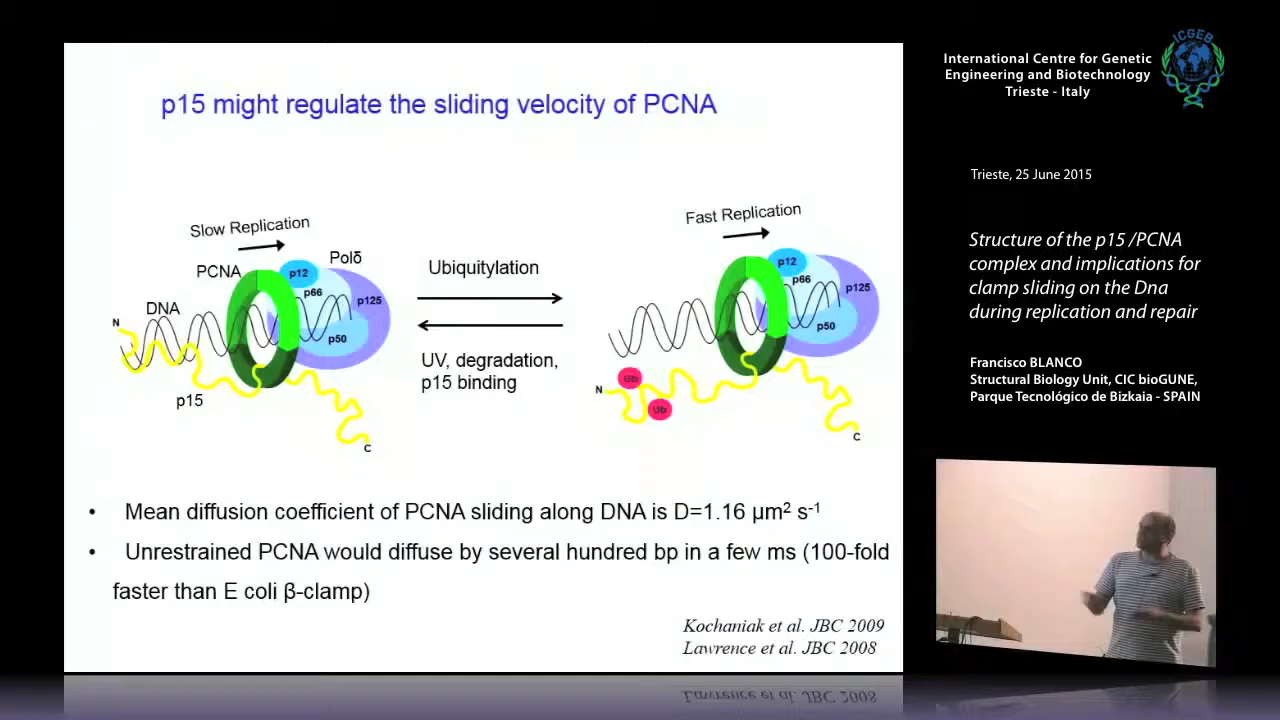 p15 might regulate the sliding velocity of PCNA
Slow Replication
PCNA
Polδ
p12
p66
p125
p50
DNA
N
p15
C
Ubiquitylation
UV, degradation,
p15 binding
Fast Replication
p12
p66
p125
p50
N
Ub
Ub
C
• Mean diffusion coefficient of PCNA sliding along DNA is D=1.16 μm² s⁻¹
• Unrestrained PCNA would diffuse by several hundred bp in a few ms (100-fold
faster than E coli β-clamp)
Kochaniak et al. JBC 2009
Lawrence et al. JBC 2008
International Centre for Genetic
Engineering and Biotechnology
Trieste - Italy
ICGEB
Trieste, 25 June 2015
Structure of the p15 /PCNA
complex and implications for
clamp sliding on the Dna
during replication and repair
Francisco BLANCO
Structural Biology Unit, CIC bioGUNE,
Parque Tecnológico de Bizkaia - SPAIN